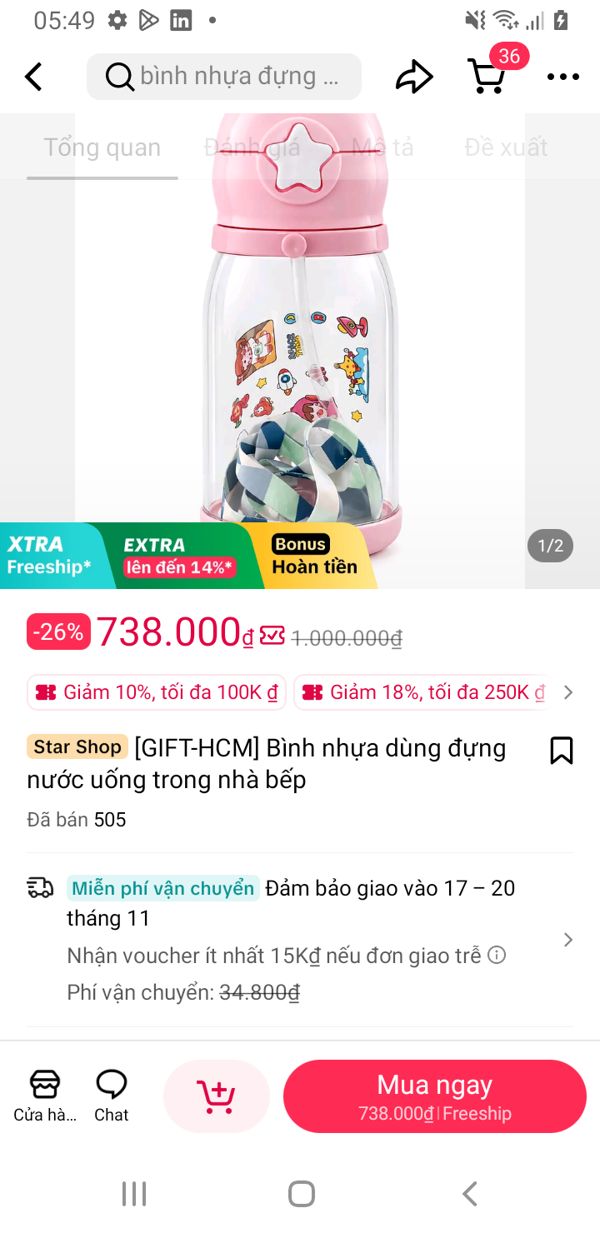 05:49
bình nhựa đựng ...
36
Tổng quan
Đánh giá
Mô tả
Đề xuất
XTRA
Freeship*
EXTRA
lên đến 14%*
Bonus
Hoàn tiền
1/2
-26% 738.000₫ 1.000.000₫
Giảm 10%, tối đa 100K ₫
Giảm 18%, tối đa 250K ₫
Star Shop [GIFT-HCM] Bình nhựa dùng đựng
nước uống trong nhà bếp
Đã bán 505
Miễn phí vận chuyển Đảm bảo giao vào 17 – 20
tháng 11
Nhận voucher ít nhất 15K₫ nếu đơn giao trễ
Phí vận chuyển: 34.800₫
Cửa hà...
Chat
Mua ngay
738.000₫ | Freeship